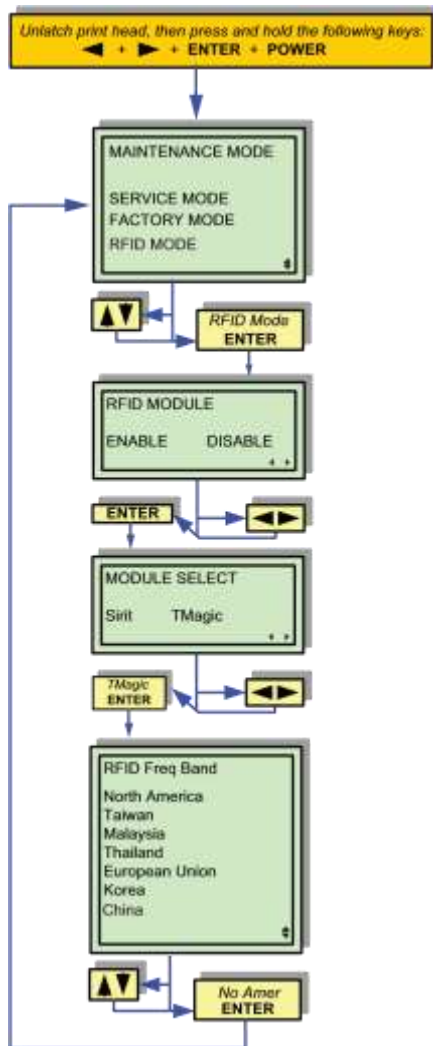 Unlatch print head, then press and hold the following keys:
◄ + ► + ENTER + POWER
MAINTENANCE MODE
SERVICE MODE
FACTORY MODE
RFID MODE
RFID Mode
ENTER
RFID MODULE
ENABLE DISABLE
ENTER
MODULE SELECT
Sirit TMagic
TMagic
ENTER
RFID Freq Band
North America
Taiwan
Malaysia
Thailand
European Union
Korea
China
No Amer
ENTER